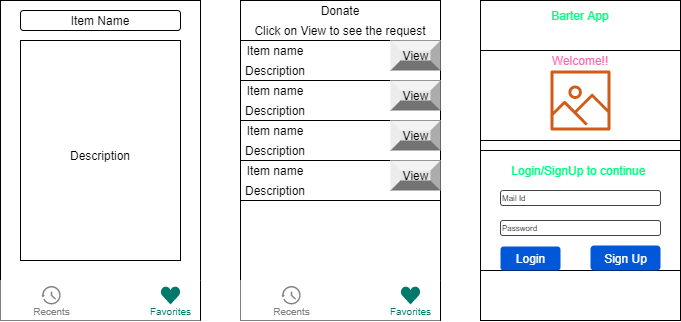 Item Name
Description
Recents
Favorites
Donate
Click on View to see the request
Item name
View
Description
Item name
View
Description
Item name
View
Description
Item name
View
Description
Recents
Favorites
Barter App
Welcome!!
Login/SignUp to continue
Mail Id
Password
Login
Sign Up